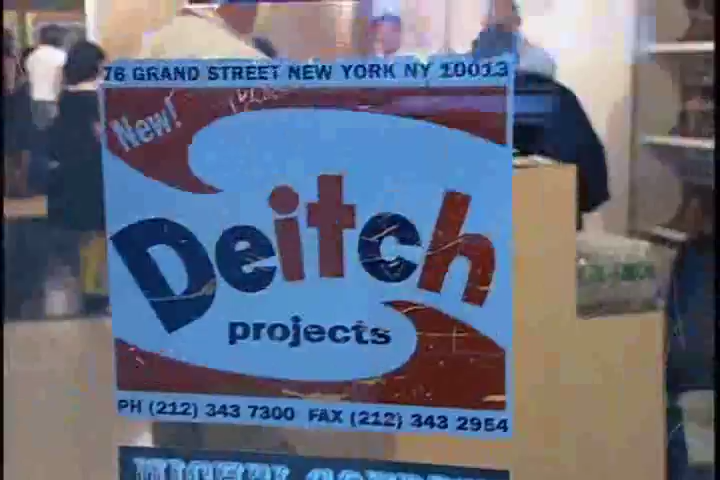 76 GRAND STREET NEW YORK NY 10013
New!
Deitch
projects
PH (212) 343 7300 FAX (212) 343 2954